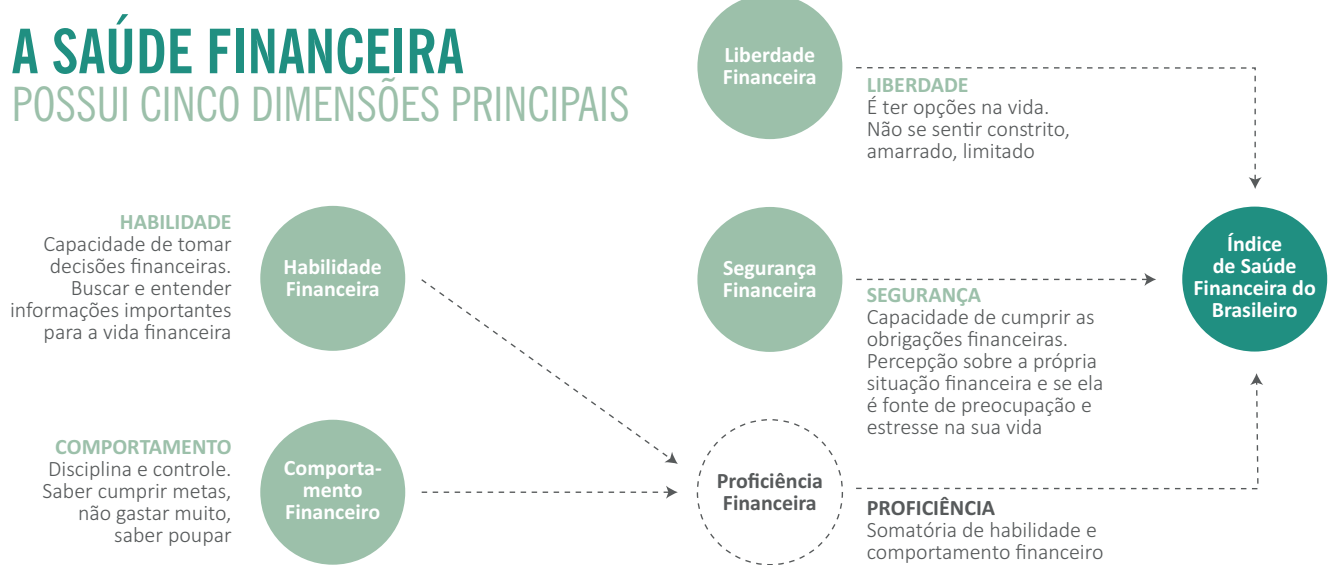 A SAÚDE FINANCEIRA
POSSUI CINCO DIMENSÕES PRINCIPAIS
Liberdade
Financeira
LIBERDADE
É ter opções na vida.
Não se sentir constrito,
amarrado, limitado
HABILIDADE
Capacidade de tomar
decisões financeiras.
Buscar e entender
informações importantes
para a vida financeira
Habilidade
Financeira
Segurança
Financeira
SEGURANÇA
Capacidade de cumprir as
obrigações financeiras.
Percepção sobre a própria
situação financeira e se ela
é fonte de preocupação e
estresse na sua vida
Índice
de Saúde
Financeira do
Brasileiro
COMPORTAMENTO
Disciplina e controle.
Saber cumprir metas,
não gastar muito,
saber poupar
Comporta-
mento
Financeiro
Proficiência
Financeira
PROFICIÊNCIA
Somatória de habilidade e
comportamento financeiro